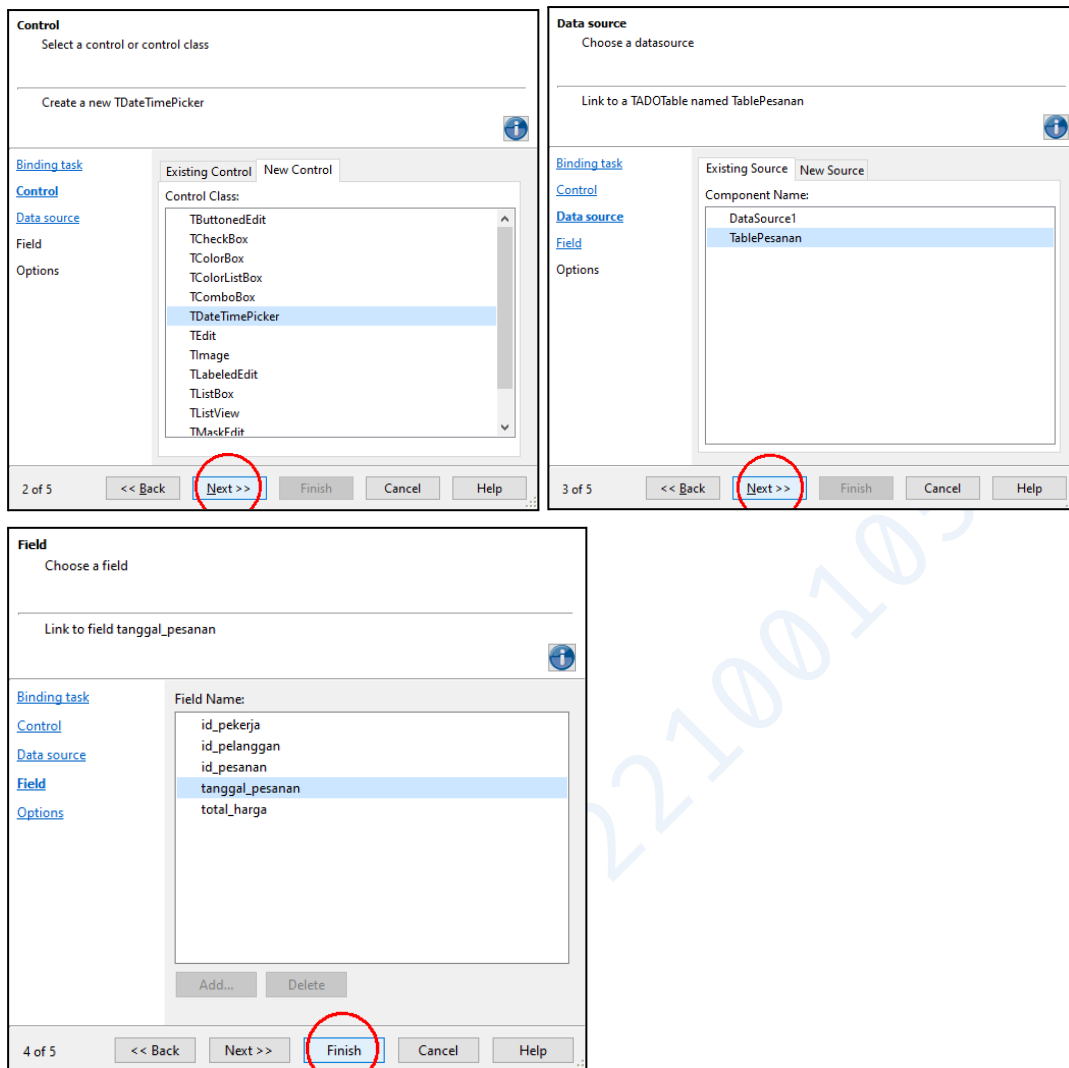 Control
Select a control or control class
Create a new TDateTimePicker
Binding task
Control
Data source
Field
Options
Existing Control
New Control
Control Class:
TButtonedEdit
TCheckBox
TColorBox
TColorListBox
TComboBox
TDateTimePicker
TEdit
TImage
TLabeledEdit
TListBox
TListView
TMaskEdit
2 of 5
<< Back
Next >>
Finish
Cancel
Help
Data source
Choose a datasource
Link to a TADOTable named TablePesanan
Binding task
Control
Data source
Field
Options
Existing Source
New Source
Component Name:
DataSource1
TablePesanan
3 of 5
<< Back
Next >>
Finish
Cancel
Help
Field
Choose a field
Link to field tanggal_pesanan
Binding task
Control
Data source
Field
Options
Field Name:
id_pekerja
id_pelanggan
id_pesanan
tanggal_pesanan
total_harga
Add...
Delete
4 of 5
<< Back
Next >>
Finish
Cancel
Help